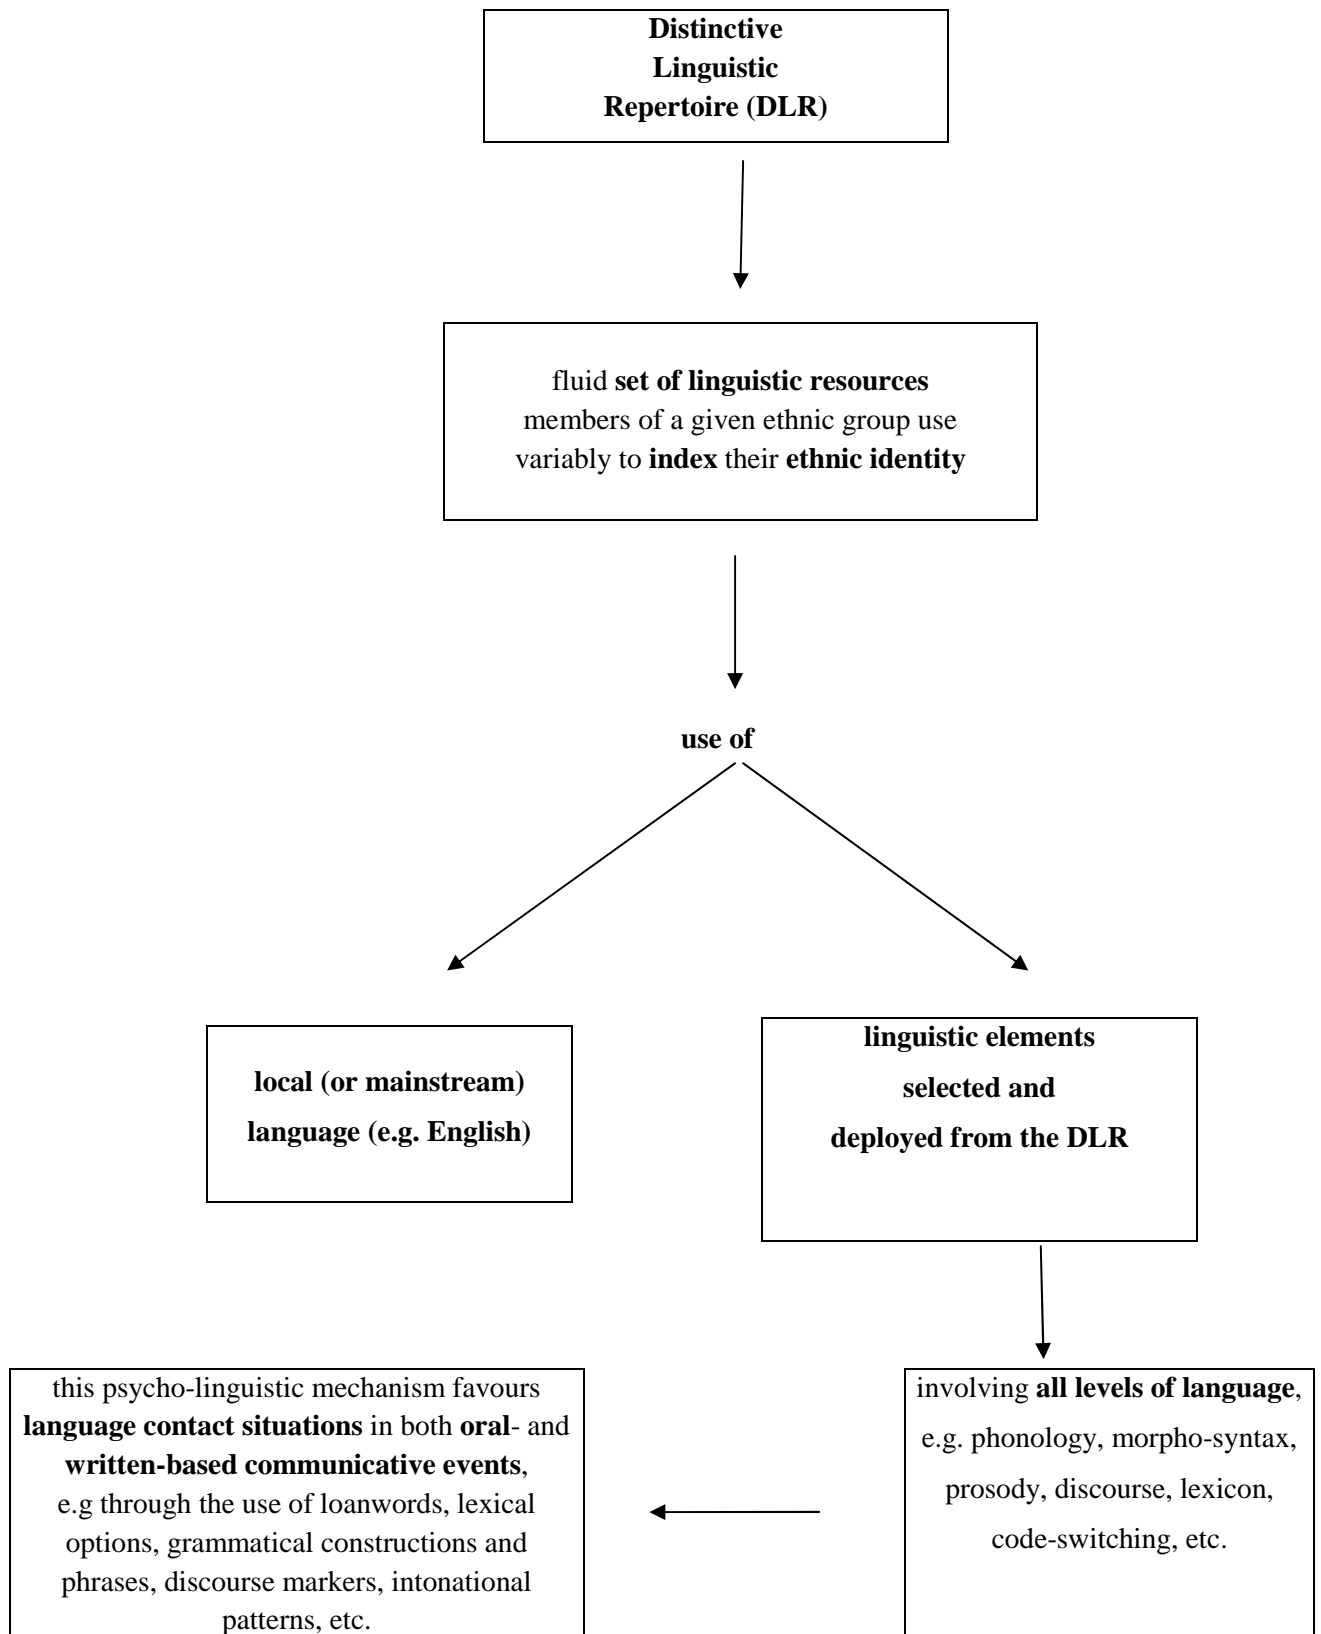 Distinctive
Linguistic
Repertoire (DLR)
fluid set of linguistic resources
members of a given ethnic group use
variably to index their ethnic identity
use of
local (or mainstream)
language (e.g. English)
linguistic elements
selected and
deployed from the DLR
involving all levels of language,
e.g. phonology, morpho-syntax,
prosody, discourse, lexicon,
code-switching, etc.
this psycho-linguistic mechanism favours
language contact situations in both oral- and
written-based communicative events,
e.g through the use of loanwords, lexical
options, grammatical constructions and
phrases, discourse markers, intonational
patterns, etc.